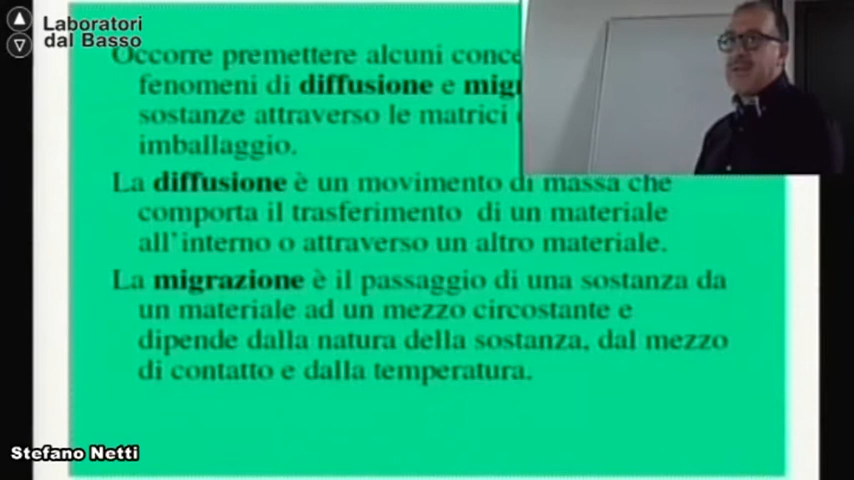 Laboratori
dal Basso
Occorre premettere alcuni
fenomeni di diffusione e
sostanze attraverso le matrici
imballaggio.
La diffusione è un movimento di massa che
comporta il trasferimento di un materiale
all'interno o attraverso un altro materiale.
La migrazione è il passaggio di una sostanza da
un materiale ad un mezzo circostante e
dipende dalla natura della sostanza, dal mezzo
di contatto e dalla temperatura.
Stefano Netti